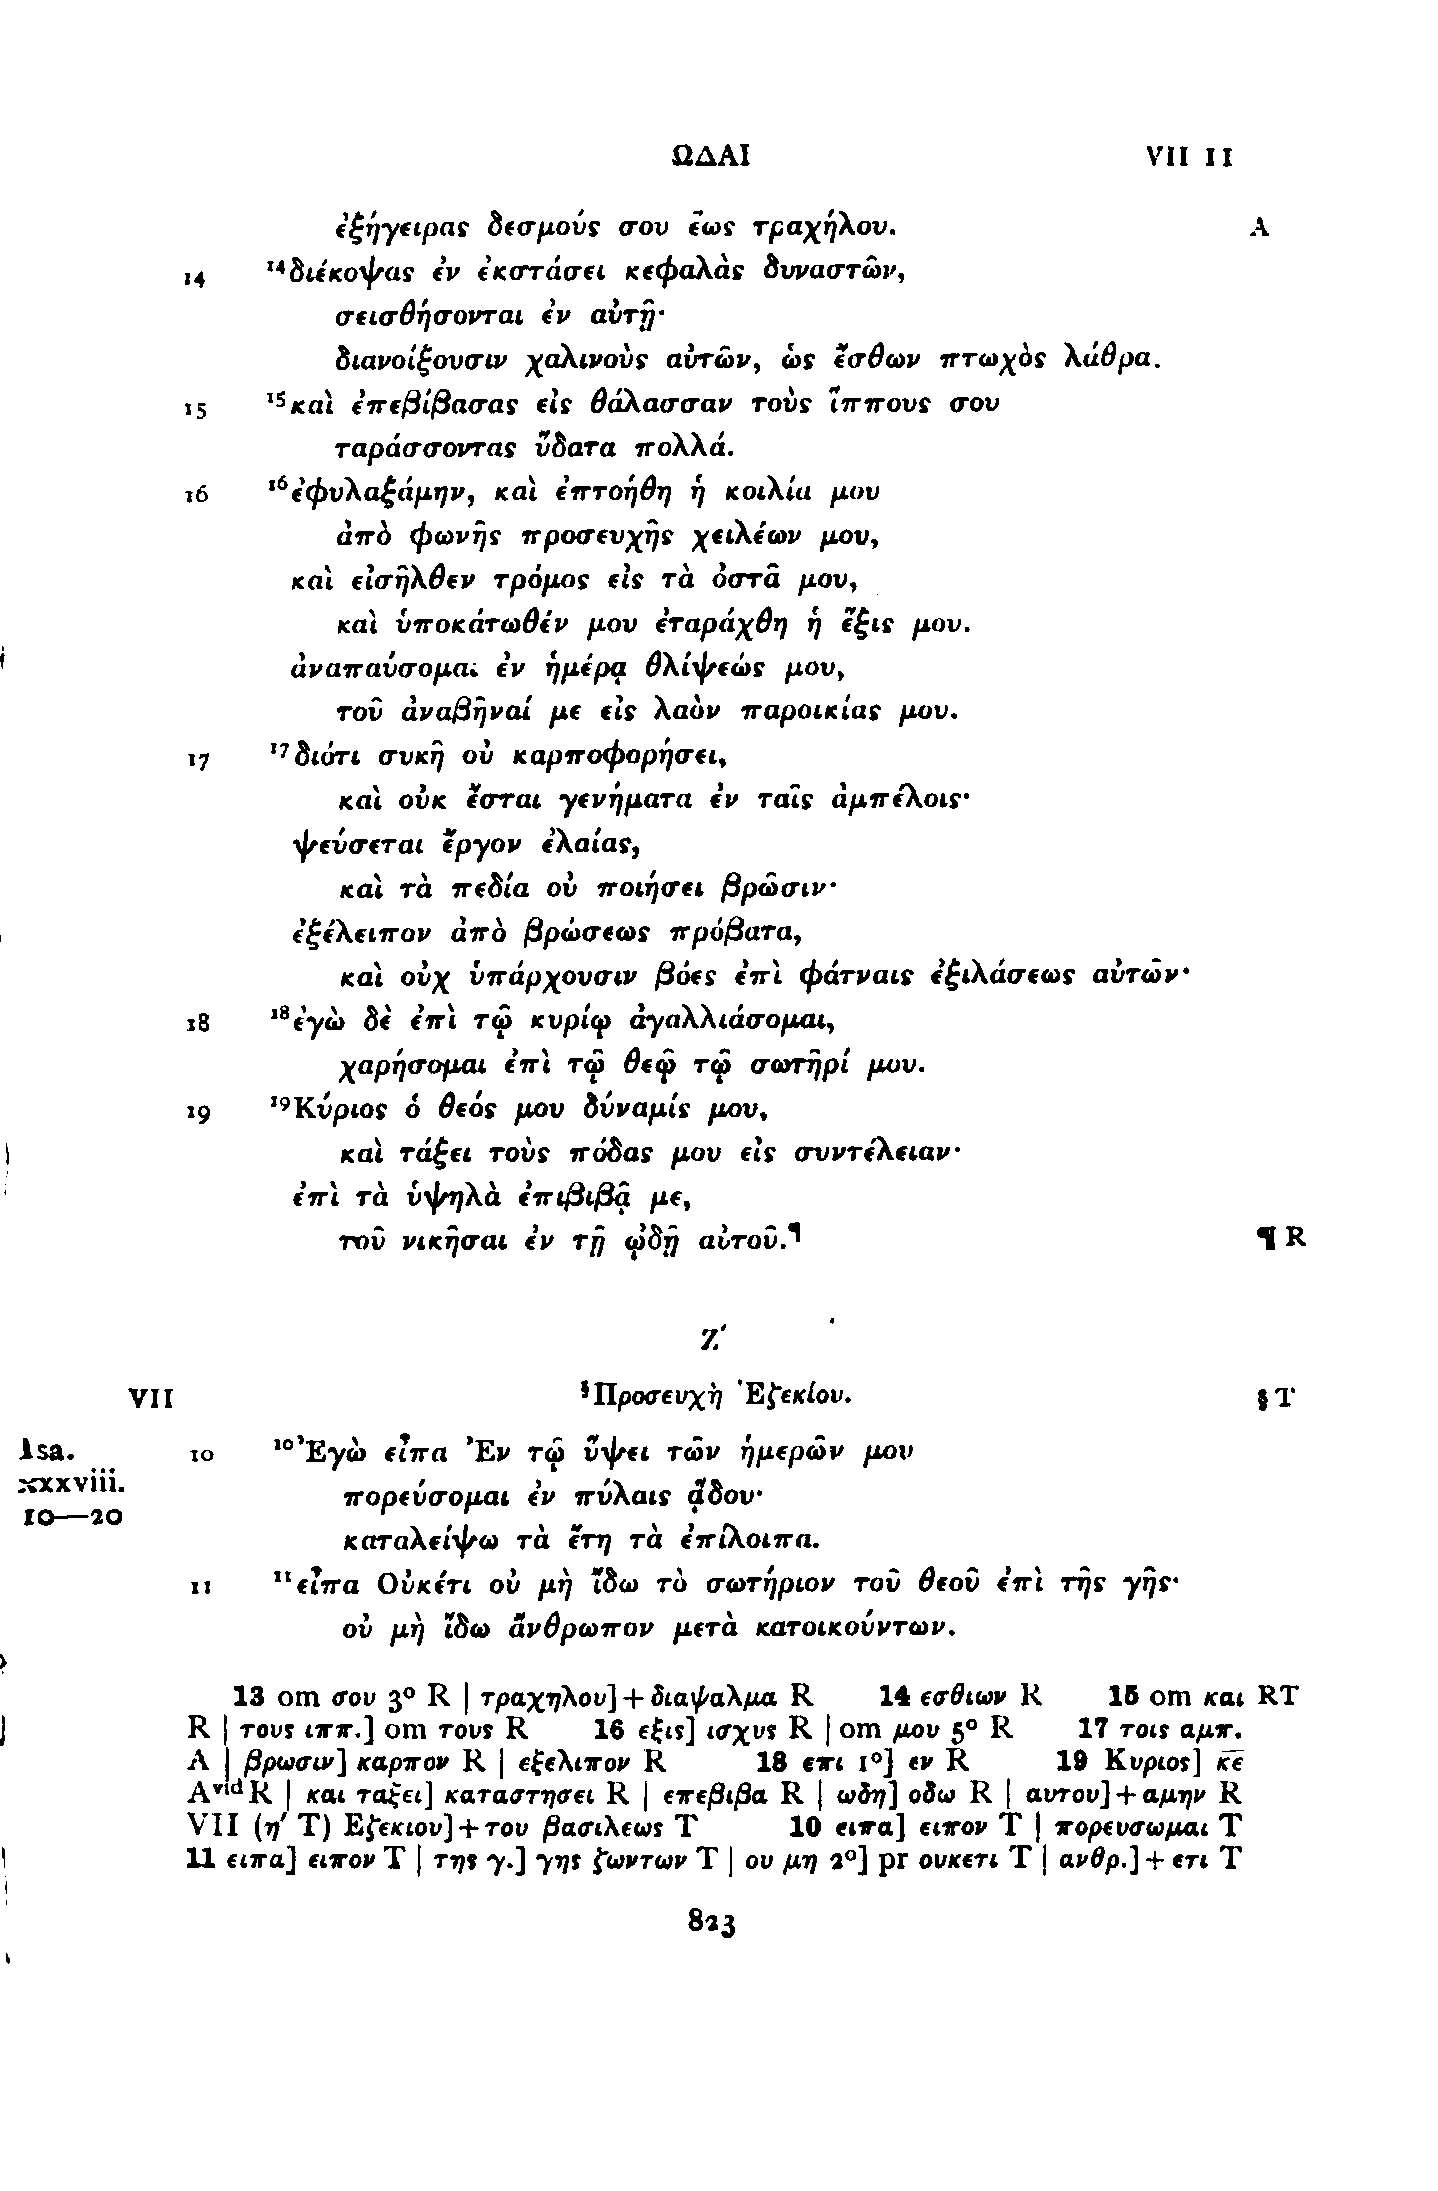 ΩΔΑΙ VII 11
ἐξήγειρας δεσμούς σου ἕως τραχήλου. A
14 ¹⁴διέκοψας ἐν ἐκστάσει κεφαλὰς δυναστῶν,
σεισθήσονται ἐν αὐτῇ·
διανοίξουσιν χαλινοὺς αὐτῶν, ὡς ἔσθων πτωχὸς λάθρα.
15 ¹⁵καὶ ἐπεβίβασας εἰς θάλασσαν τοὺς ἵππους σου
ταράσσοντας ὕδατα πολλά.
16 ¹⁶ἐφυλαξάμην, καὶ ἐπτοήθη ἡ κοιλία μου
ἀπὸ φωνῆς προσευχῆς χειλέων μου,
καὶ εἰσῆλθεν τρόμος εἰς τὰ ὀστᾶ μου,
καὶ ὑποκάτωθέν μου ἐταράχθη ἡ ἕξις μου.
ἀναπαύσομαι ἐν ἡμέρᾳ θλίψεώς μου,
τοῦ ἀναβῆναί με εἰς λαὸν παροικίας μου.
17 ¹⁷διότι συκῆ οὐ καρποφορήσει,
καὶ οὐκ ἔσται γενήματα ἐν ταῖς ἀμπέλοις·
ψεύσεται ἔργον ἐλαίας,
καὶ τὰ πεδία οὐ ποιήσει βρῶσιν·
ἐξέλειπον ἀπὸ βρώσεως πρόβατα,
καὶ οὐχ ὑπάρχουσιν βόες ἐπὶ φάτναις ἐξιλάσεως αὐτῶν·
18 ¹⁸ἐγὼ δὲ ἐπὶ τῷ κυρίῳ ἀγαλλιάσομαι,
χαρήσομαι ἐπὶ τῷ θεῷ τῷ σωτῆρί μου.
19 ¹⁹Κύριος ὁ θεός μου δύναμίς μου,
καὶ τάξει τοὺς πόδας μου εἰς συντέλειαν·
ἐπὶ τὰ ὑψηλὰ ἐπιβιβᾷ με,
τοῦ νικῆσαι ἐν τῇ ᾠδῇ αὐτοῦ.¶ ¶ R
Ζ´
VII §Προσευχὴ Ἑζεκίου. § T
Isa. xxxviii. 10—20
10 ¹⁰Ἐγὼ εἶπα Ἐν τῷ ὕψει τῶν ἡμερῶν μου
πορεύσομαι ἐν πύλαις ᾅδου·
καταλείψω τὰ ἔτη τὰ ἐπίλοιπα.
11 ¹¹εἶπα Οὐκέτι οὐ μὴ ἴδω τὸ σωτήριον τοῦ θεοῦ ἐπὶ τῆς γῆς·
οὐ μὴ ἴδω ἄνθρωπον μετὰ κατοικούντων.
13 om σου 3° R | τραχηλου]+διαψαλμα R 14 εσθιων R 15 om και RT
R | τους ιππ.] om τους R 16 εξις] ισχυς R | om μου 5° R 17 τοις αμπ.
A | βρωσιν] καρπον R | εξελιπον R 18 επι 1°] εν R 19 Κυριος] κ̅ε̅
Aᵛⁱᵈ R | και ταξει] καταστησει R | επεβιβα R | ωδη] οδω R | αυτου]+αμην R
VII (η´ T) Εζεκιου]+του βασιλεως T 10 ειπα] ειπον T | πορευσωμαι T
11 ειπα] ειπον T | της γ.] γης ζωντων T | ου μη 2°] pr ουκετι T | ανθρ.]+ετι T
823